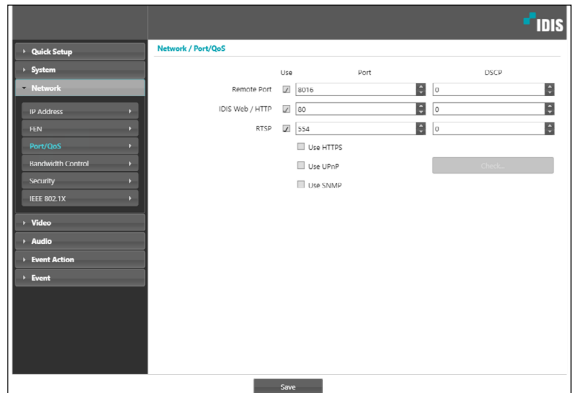 IDIS
Quick Setup
System
Network
IP Address
FEN
Port/QoS
Bandwidth Control
Security
IEEE 802.1X
Video
Audio
Event Action
Event
Network / Port/QoS
Use Port DSCP
Remote Port 8016 0
IDIS Web / HTTP 80 0
RTSP 554 0
Use HTTPS
Use UPnP Check...
Use SNMP
Save